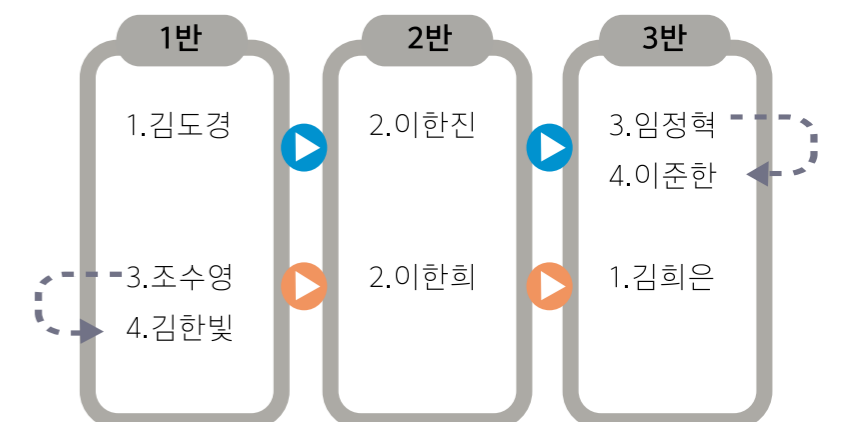 1반
2반
3반
1.김도경
2.이한진
3.임정혁
4.이준한
3.조수영
2.이한희
1.김희은
4.김한빛